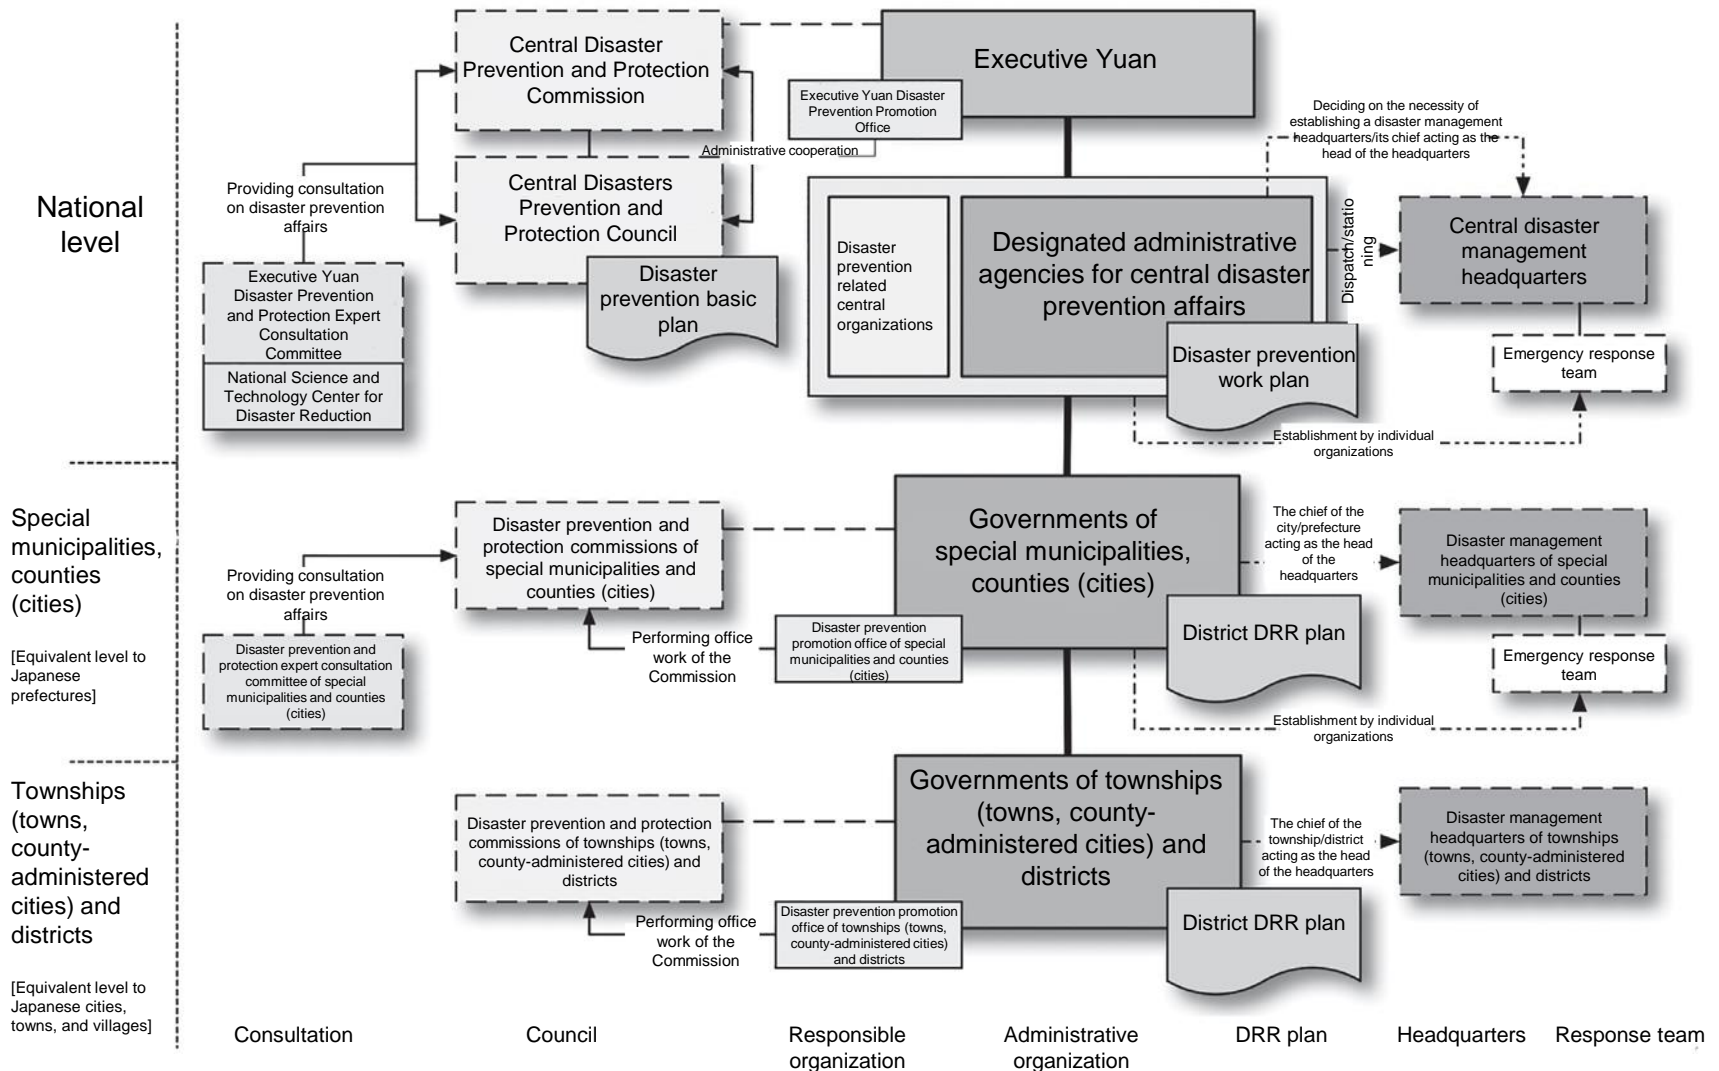 Central Disaster
Prevention and Protection
Commission
Executive Yuan
Executive Yuan Disaster
Prevention Promotion
Office
Administrative cooperation
Deciding on the necessity of
establishing a disaster management
headquarters/its chief acting as the
head of the headquarters
National
level
Providing consultation
on disaster prevention
affairs
Central Disasters
Prevention and
Protection Council
Disaster
prevention basic
plan
Executive Yuan
Disaster Prevention
and Protection Expert
Consultation
Committee
National Science and
Technology Center for
Disaster Reduction
Disaster
prevention
related
central
organizations
Designated administrative
agencies for central disaster
prevention affairs
Disaster prevention
work plan
Dispatch/statio
ning
Central disaster
management
headquarters
Emergency response
team
Establishment by individual
organizations
Special
municipalities,
counties
(cities)
[Equivalent level to
Japanese
prefectures]
Providing consultation
on disaster prevention
affairs
Disaster prevention and
protection expert consultation
committee of special
municipalities and counties
(cities)
Disaster prevention and
protection commissions of
special municipalities and
counties (cities)
Performing office
work of the
Commission
Disaster prevention
promotion office of special
municipalities and counties
(cities)
Governments of
special municipalities,
counties (cities)
District DRR plan
The chief of the
city/prefecture
acting as the head
of the
headquarters
Disaster management
headquarters of special
municipalities and counties
(cities)
Emergency response
team
Establishment by individual
organizations
Townships
(towns,
county-
administered
cities) and
districts
[Equivalent level to
Japanese cities,
towns, and villages]
Disaster prevention and protection
commissions of townships (towns,
county-administered cities) and
districts
Performing office
work of the
Commission
Disaster prevention promotion
office of townships (towns,
county-administered cities)
and districts
Governments of townships
(towns, county-
administered cities) and
districts
District DRR plan
The chief of the
township/district
acting as the head
of the headquarters
Disaster management
headquarters of townships
(towns, county-administered
cities) and districts
Consultation
Council
Responsible
organization
Administrative
organization
DRR plan
Headquarters
Response team